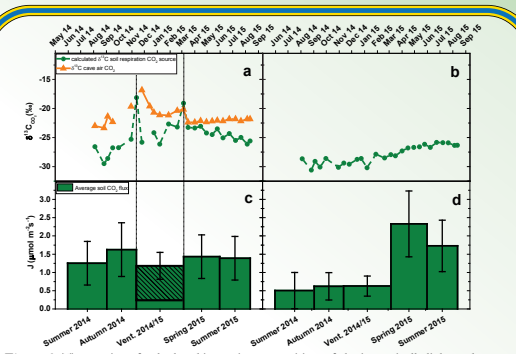 May 14 Jun 14 Jul 14 Aug 14 Sep 14 Oct 14 Nov 14 Dec 14 Jan 15 Feb 15 Mar 15 Apr 15 May 15 Jun 15 Jul 15 Aug 15 Sep 15
May 14 Jun 14 Jul 14 Aug 14 Sep 14 Oct 14 Nov 14 Dec 14 Jan 15 Feb 15 Mar 15 Apr 15 May 15 Jun 15 Jul 15 Aug 15 Sep 15
calculated δ¹³C soil respiration CO₂ source
δ¹³C cave air CO₂
a
b
δ¹³C_CO₂ (‰)
-15
-20
-25
-30
Average soil CO₂ flux
c
d
J (μmol m⁻²s⁻¹)
3.0
2.5
2.0
1.5
1.0
0.5
0.0
Summer 2014
Autumn 2014
Vent. 2014/15
Spring 2015
Summer 2015
Summer 2014
Autumn 2014
Vent. 2014/15
Spring 2015
Summer 2015